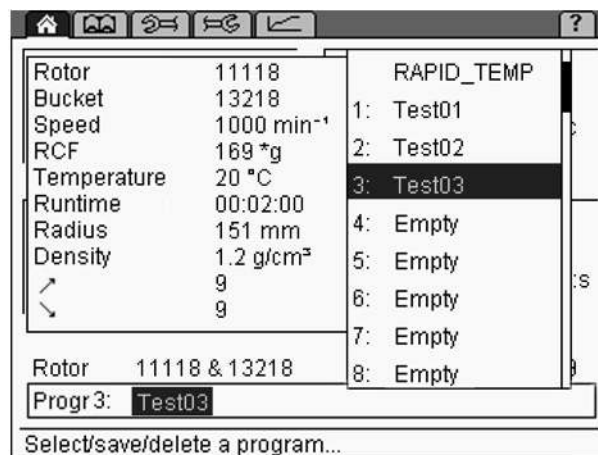 ?
Rotor 11118
Bucket 13218
Speed 1000 min⁻¹
RCF 169 *g
Temperature 20 °C
Runtime 00:02:00
Radius 151 mm
Density 1.2 g/cm³
↗ 9
↘ 9
RAPID_TEMP
1: Test01
2: Test02
3: Test03
4: Empty
5: Empty
6: Empty
7: Empty
8: Empty
Rotor 11118 & 13218
Progr 3: Test03
Select/save/delete a program...